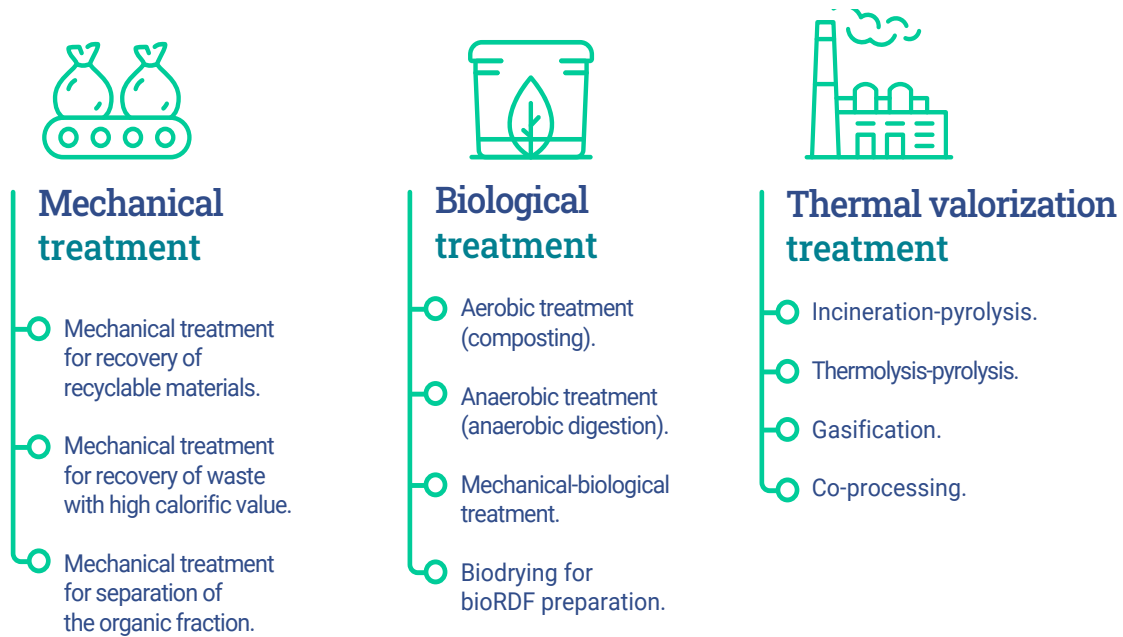 Mechanical
treatment
Mechanical treatment
for recovery of
recyclable materials.
Mechanical treatment
for recovery of waste
with high calorific value.
Mechanical treatment
for separation of
the organic fraction.
Biological
treatment
Aerobic treatment
(composting).
Anaerobic treatment
(anaerobic digestion).
Mechanical-biological
treatment.
Biodrying for
bioRDF preparation.
Thermal valorization
treatment
Incineration-pyrolysis.
Thermolysis-pyrolysis.
Gasification.
Co-processing.